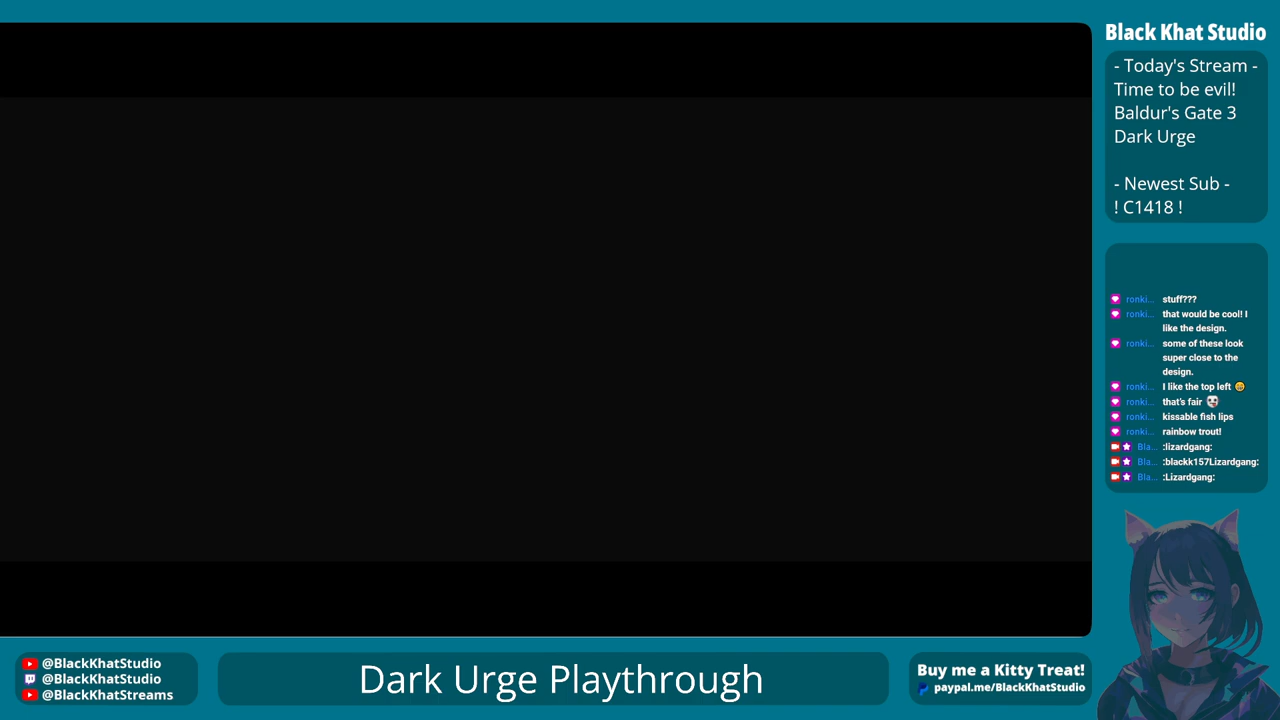 Black Khat Studio
- Today's Stream -
Time to be evil!
Baldur's Gate 3
Dark Urge
- Newest Sub -
! C1418 !
ronki... stuff???
ronki... that would be cool! I
like the design.
ronki... some of these look
super close to the
design.
ronki... I like the top left
ronki... that's fair
ronki... kissable fish lips
ronki... rainbow trout!
Bla... :lizardgang:
Bla... :blackk157Lizardgang:
Bla... :Lizardgang:
@BlackKhatStudio
@BlackKhatStudio
@BlackKhatStreams
Dark Urge Playthrough
Buy me a Kitty Treat!
paypal.me/BlackKhatStudio